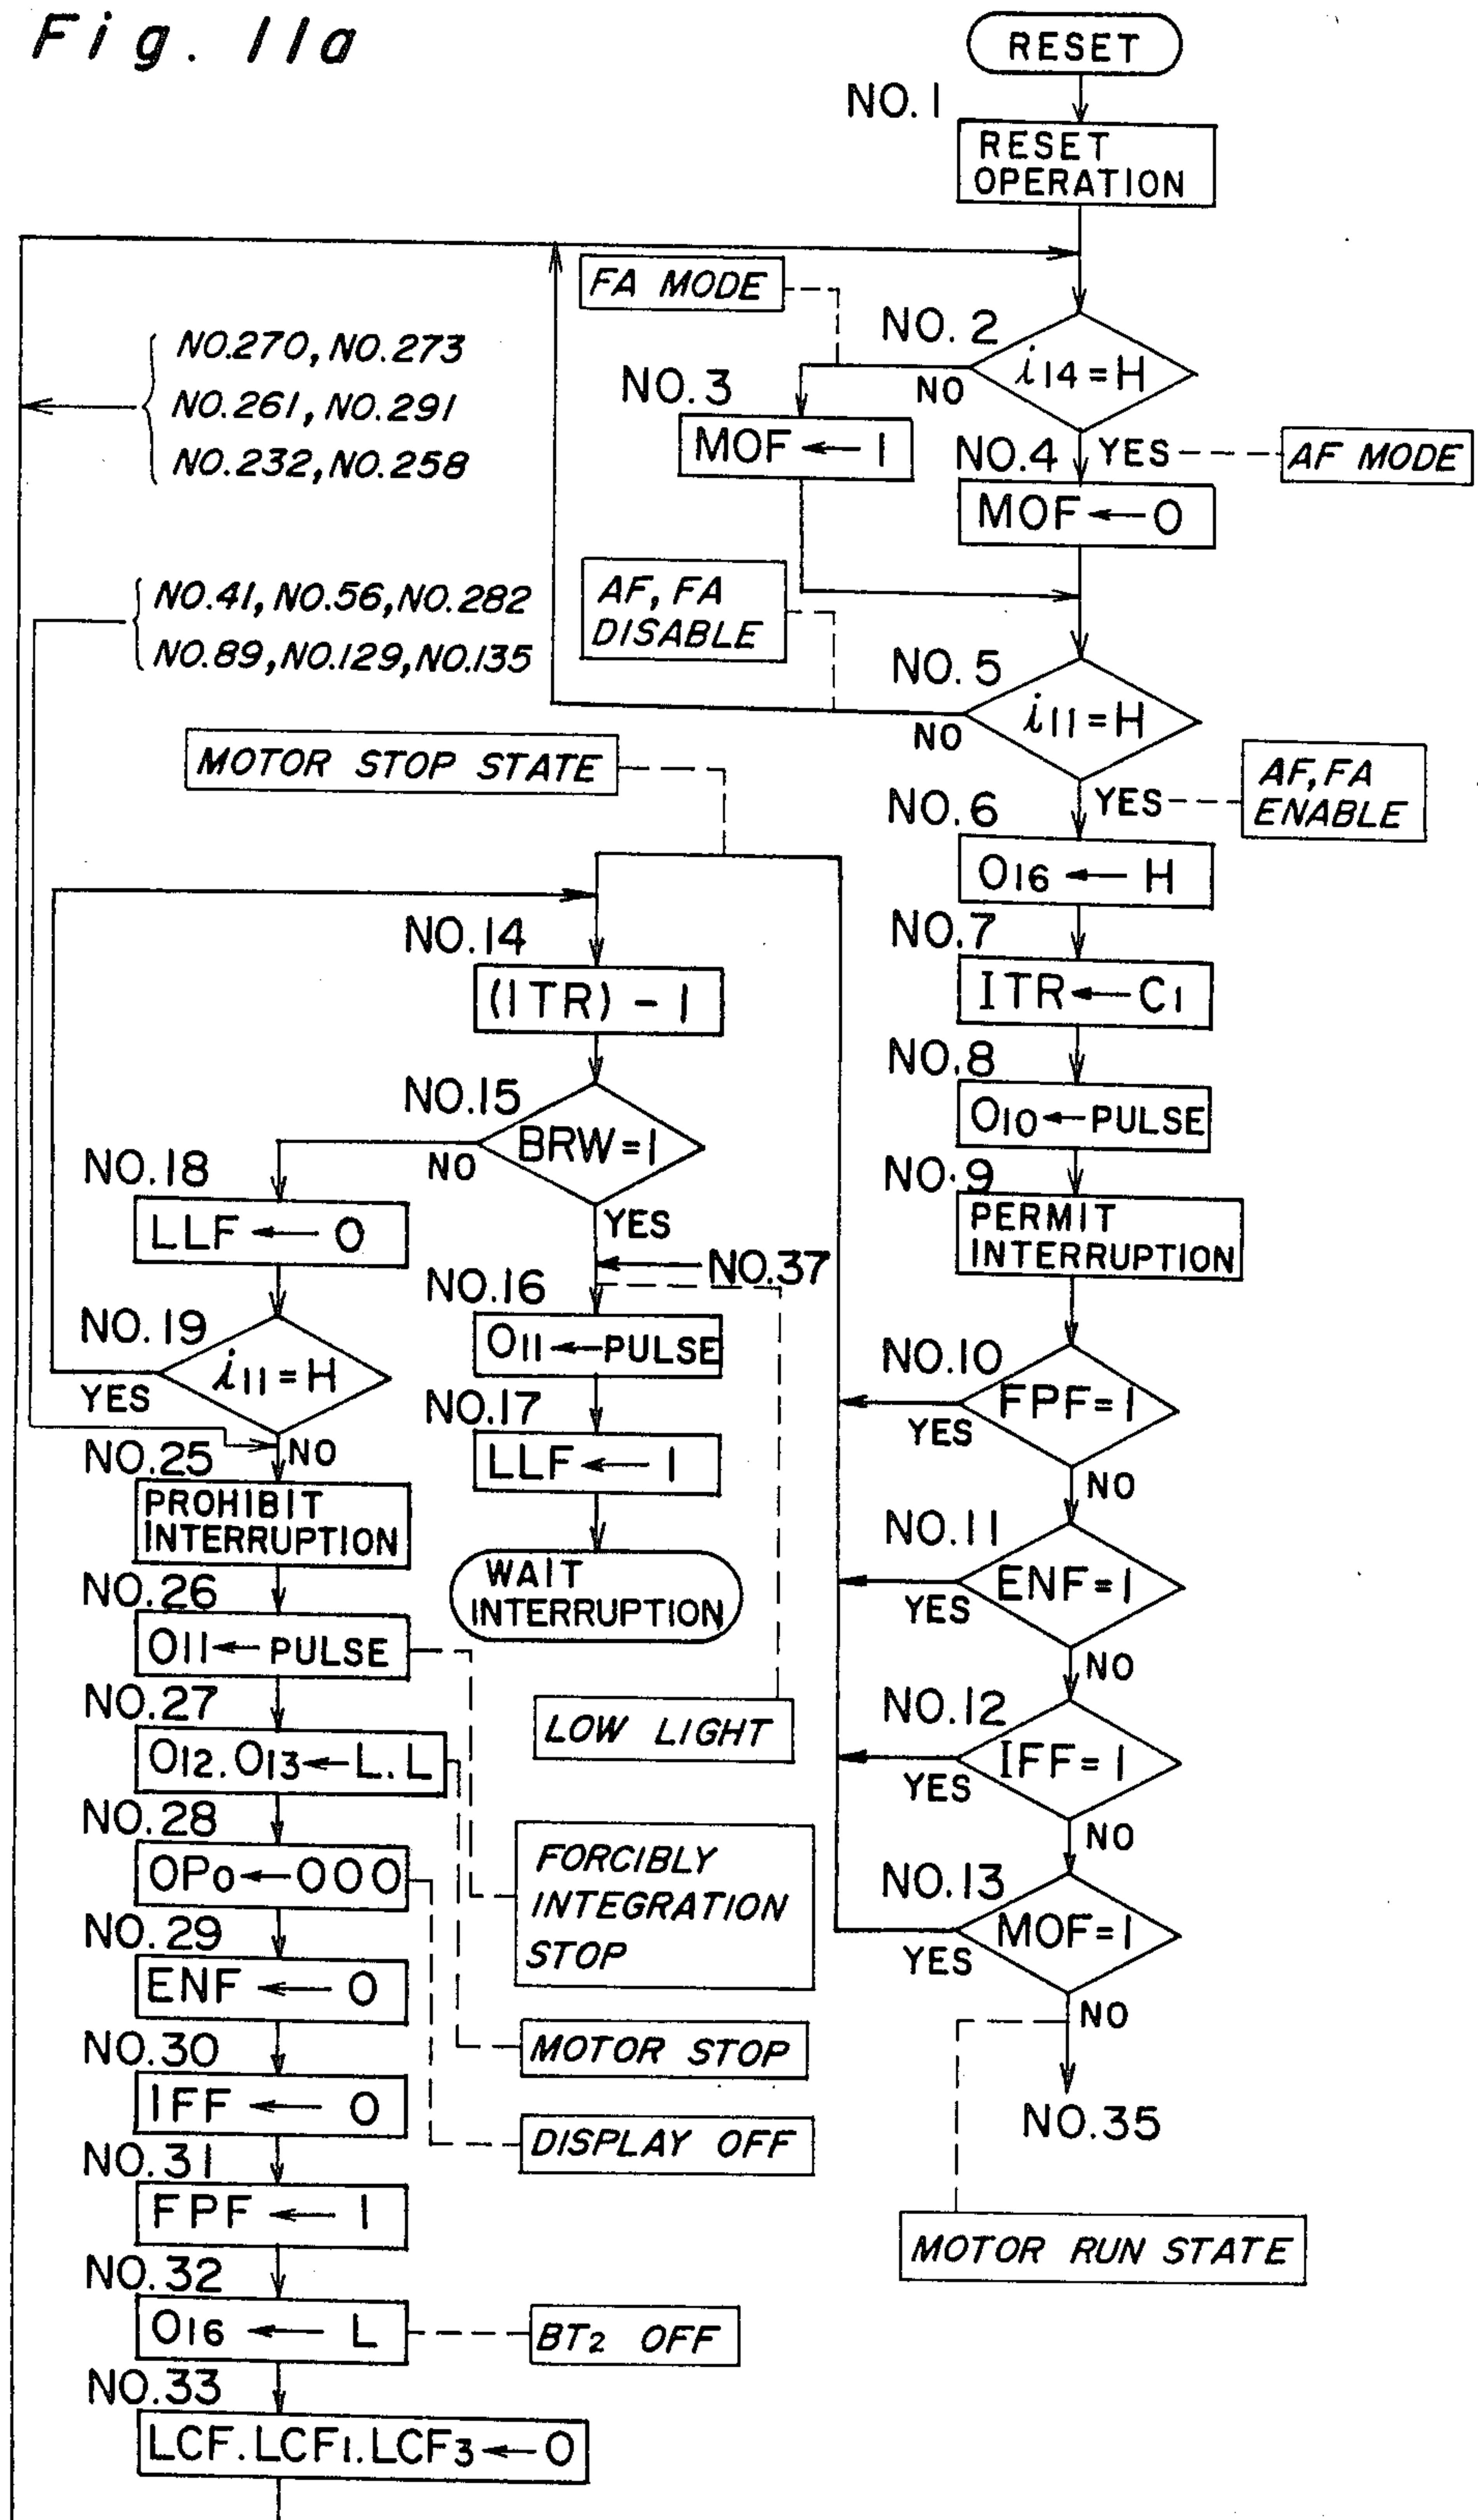 Fig. 11a
RESET
NO.1
RESET
OPERATION
FA MODE
NO.2
i14=H
NO
NO.270, NO.273
NO.261, NO.291
NO.232, NO.258
NO.3
MOF ← 1
NO.4
YES
AF MODE
MOF ← 0
NO.41, NO.56, NO.282
NO.89, NO.129, NO.135
AF, FA
DISABLE
NO.5
i11=H
NO
YES
AF, FA
ENABLE
MOTOR STOP STATE
NO.6
O16 ← H
NO.7
ITR ← C1
NO.8
O10 ← PULSE
NO.9
PERMIT
INTERRUPTION
NO.10
FPF=1
YES
NO
NO.11
ENF=1
YES
NO
NO.12
IFF=1
YES
NO
NO.13
MOF=1
YES
NO
NO.35
MOTOR RUN STATE
NO.14
(ITR) - 1
NO.15
BRW=1
NO
YES
NO.37
NO.16
O11 ← PULSE
NO.17
LLF ← 1
WAIT
INTERRUPTION
LOW LIGHT
NO.18
LLF ← 0
NO.19
i11=H
YES
NO
NO.25
PROHIBIT
INTERRUPTION
NO.26
O11 ← PULSE
FORCIBLY
INTEGRATION
STOP
NO.27
O12.O13 ← L.L
MOTOR STOP
NO.28
OP0 ← 000
DISPLAY OFF
NO.29
ENF ← 0
NO.30
IFF ← 0
NO.31
FPF ← 1
NO.32
O16 ← L
BT2 OFF
NO.33
LCF.LCF1.LCF3 ← 0